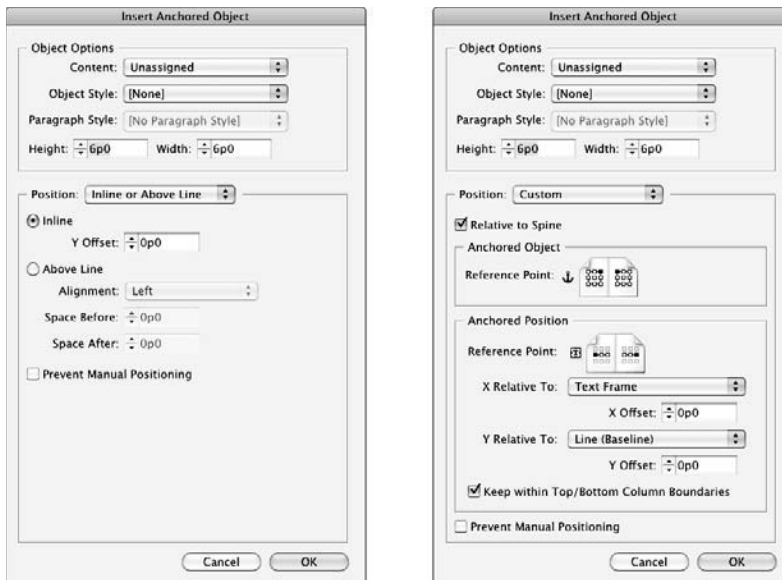 Insert Anchored Object
Object Options
Content: Unassigned
Object Style: [None]
Paragraph Style: [No Paragraph Style]
Height: 6p0 Width: 6p0
Position: Inline or Above Line
Inline
Y Offset: 0p0
Above Line
Alignment: Left
Space Before: 0p0
Space After: 0p0
Prevent Manual Positioning
Cancel OK
Insert Anchored Object
Object Options
Content: Unassigned
Object Style: [None]
Paragraph Style: [No Paragraph Style]
Height: 6p0 Width: 6p0
Position: Custom
Relative to Spine
Anchored Object
Reference Point:
Anchored Position
Reference Point:
X Relative To: Text Frame
X Offset: 0p0
Y Relative To: Line (Baseline)
Y Offset: 0p0
Keep within Top/Bottom Column Boundaries
Prevent Manual Positioning
Cancel OK